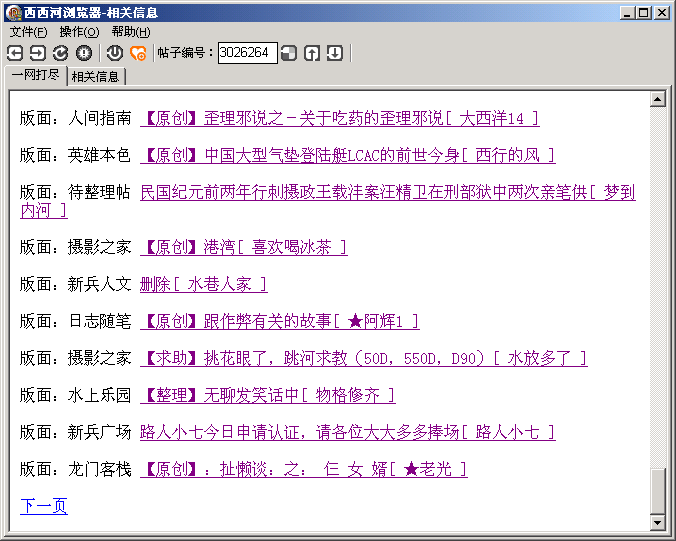 西西河浏览器-相关信息
文件(F) 操作(O) 帮助(H)
帖子编号： 3026264
一网打尽 相关信息
版面：人间指南 【原创】歪理邪说之－关于吃药的歪理邪说[ 大西洋14 ]
版面：英雄本色 【原创】中国大型气垫登陆艇LCAC的前世今身[ 西行的风 ]
版面：待整理帖 民国纪元前两年行刺摄政王载沣案汪精卫在刑部狱中两次亲笔供[ 梦到
内河 ]
版面：摄影之家 【原创】港湾[ 喜欢喝冰茶 ]
版面：新兵人文 删除[ 水巷人家 ]
版面：日志随笔 【原创】跟作弊有关的故事[ ★阿辉1 ]
版面：摄影之家 【求助】挑花眼了，跳河求教（50D，550D，D90）[ 水放多了 ]
版面：水上乐园 【整理】无聊发笑话中[ 物格修齐 ]
版面：新兵广场 路人小七今日申请认证，请各位大大多多捧场[ 路人小七 ]
版面：龙门客栈 【原创】：扯懒谈：之： 仨 女 婿[ ★老光 ]
下一页